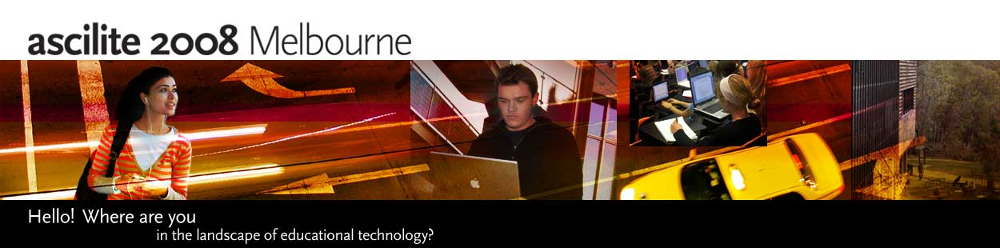 ascilite 2008 Melbourne
Hello! Where are you
in the landscape of educational technology?